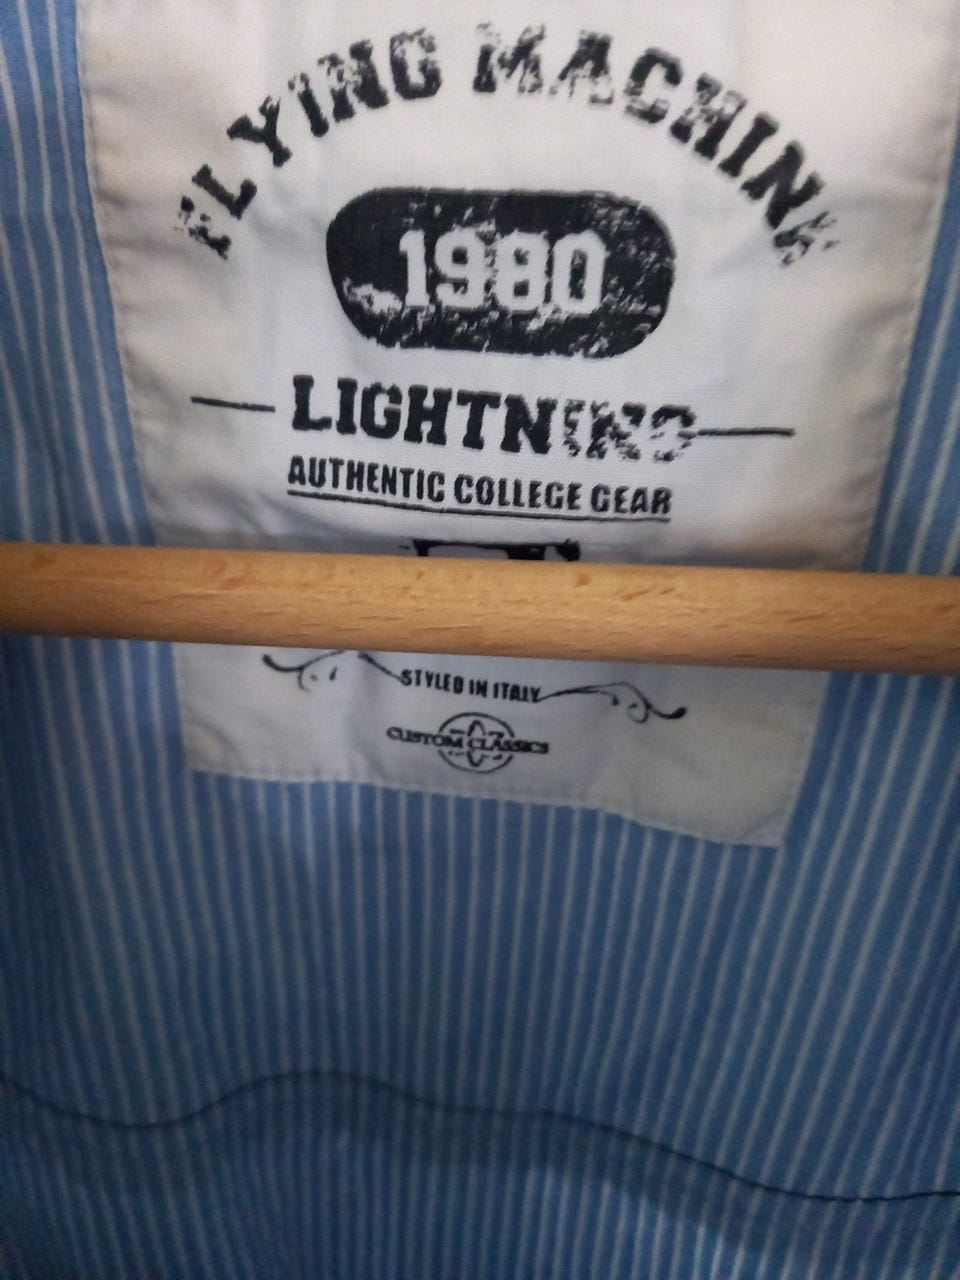 FLYING MACHINE
1980
LIGHTNING
AUTHENTIC COLLEGE GEAR
STYLED IN ITALY
CUSTOM CLASSICS